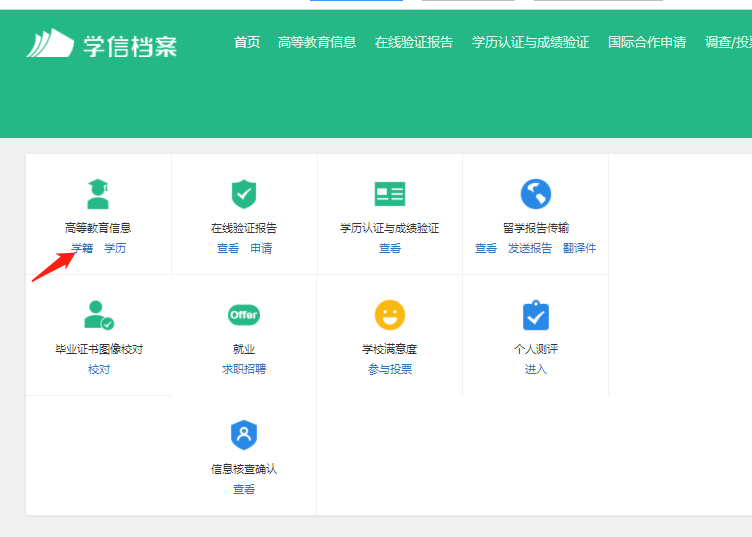 学信档案
首页 高等教育信息 在线验证报告 学历认证与成绩验证 国际合作申请 调查/投票
高等教育信息 在线验证报告 学历认证与成绩验证 留学报告传输
学籍 学历 查看 申请 查看 查看 发送报告 翻译件
Offer
毕业证书图像校对 就业 学校满意度 个人测评
校对 求职招聘 参与投票 进入
信息核查确认
查看